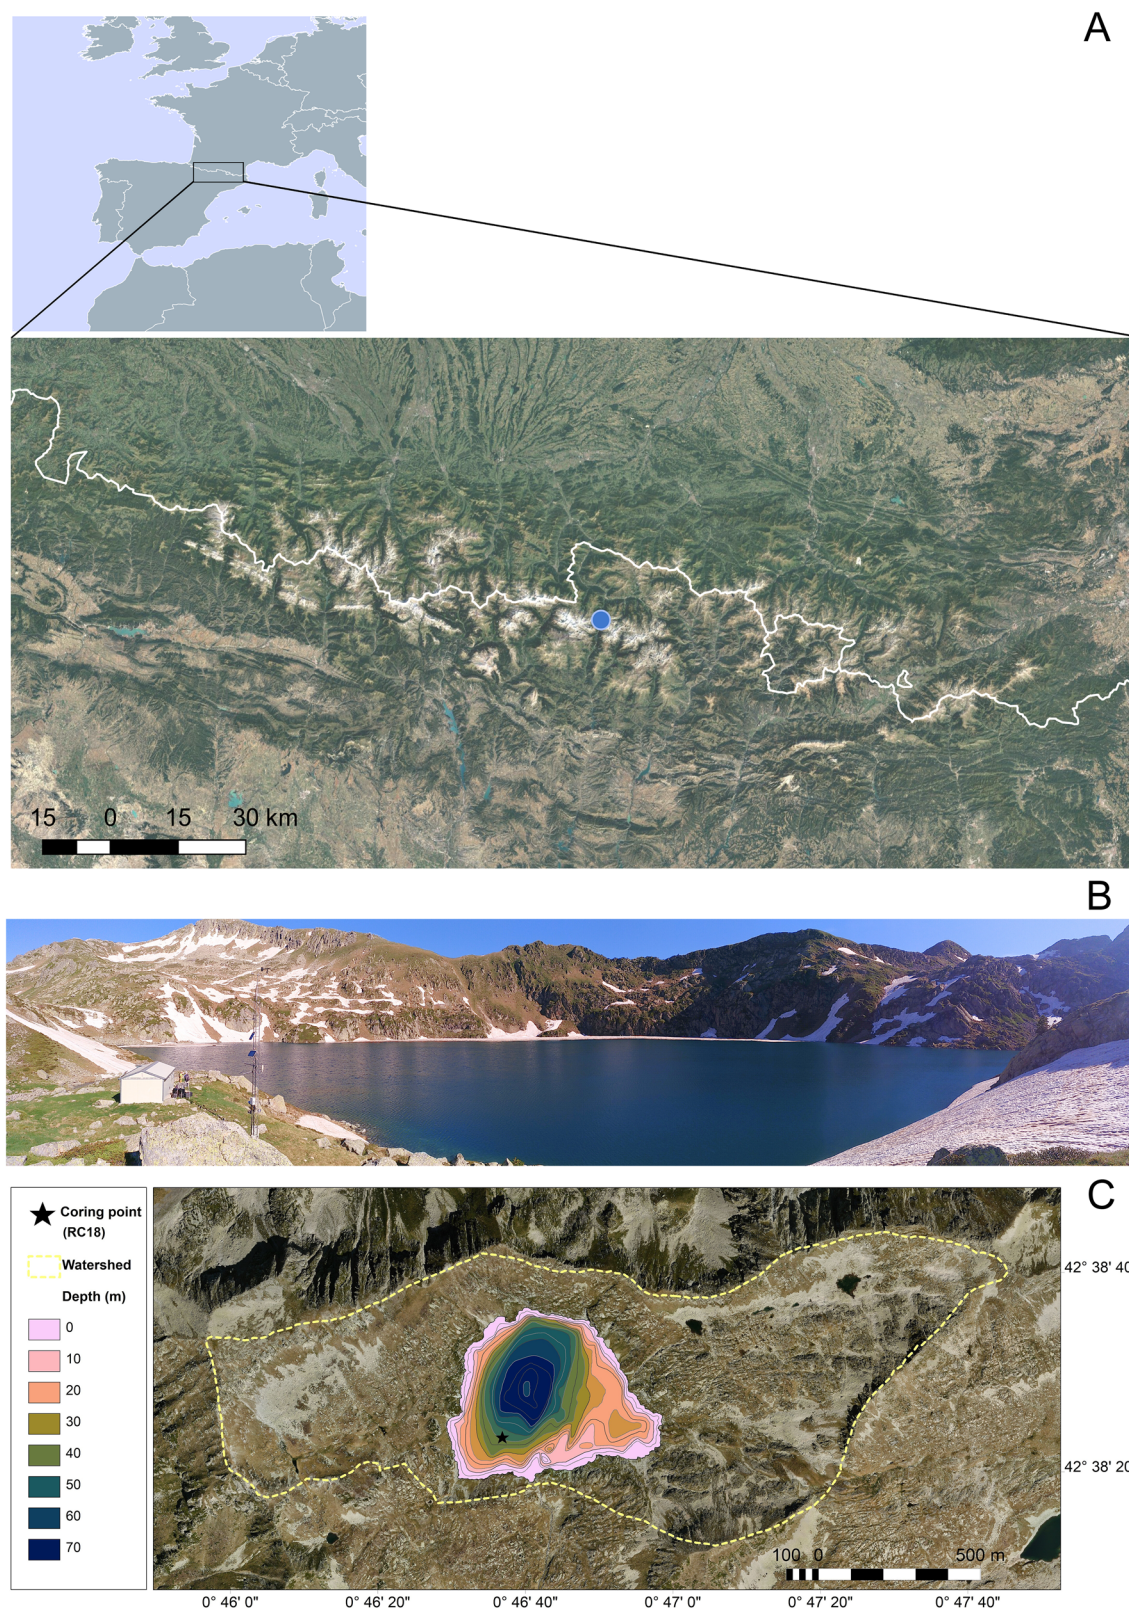 A
15 0 15 30 km
B
C
Coring point
(RC18)
Watershed
Depth (m)
0
10
20
30
40
50
60
70
42° 38' 40
42° 38' 20
100 0 500 m
0° 46' 0" 0° 46' 20" 0° 46' 40" 0° 47' 0" 0° 47' 20" 0° 47' 40"